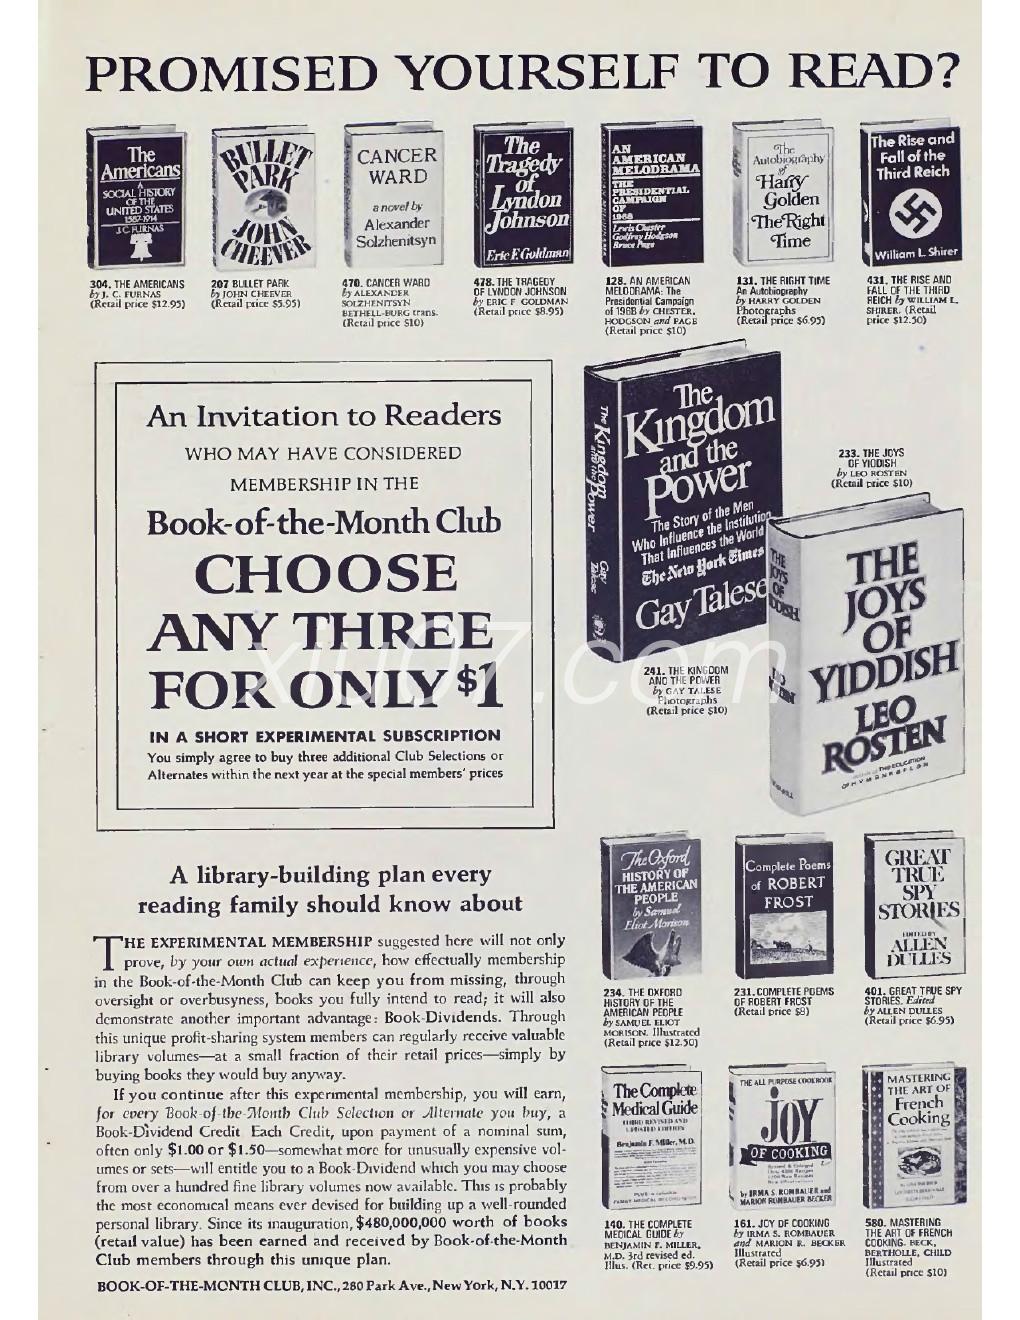 PROMISED YOURSELF TO READ?
The
Americans
A
SOCIAL HISTORY
OF THE
UNITED STATES
1587-1914
J.C. FURNAS
BULLET
PARK
JOHN
CHEEVER
CANCER
WARD
a novel by
Alexander
Solzhenitsyn
The
Tragedy
of
Lyndon
Johnson
Eric F. Goldman
AN
AMERICAN
MELODRAMA
THE
PRESIDENTIAL
CAMPAIGN
OF
1968
Lewis Chester
Godfrey Hodgson
Bruce Page
The
Autobiography
of
Harry
Golden
The Right
Time
The Rise and
Fall of the
Third Reich
William L. Shirer
304. THE AMERICANS
by J. C. FURNAS
(Retail price $12.95)
207 BULLET PARK
by JOHN CHEEVER
(Retail price $5.95)
470. CANCER WARD
by ALEXANDER
SOLZHENITSYN
BETHELL-BURG trans.
(Retail price $10)
478. THE TRAGEDY
OF LYNDON JOHNSON
by ERIC F. GOLDMAN
(Retail price $8.95)
128. AN AMERICAN
MELODRAMA: The
Presidential Campaign
of 1968 by CHESTER,
HODGSON and PAGE
(Retail price $10)
131. THE RIGHT TIME
An Autobiography
by HARRY GOLDEN
Photographs
(Retail price $6.95)
431. THE RISE AND
FALL OF THE THIRD
REICH by WILLIAM L.
SHIRER. (Retail
price $12.50)
An Invitation to Readers
WHO MAY HAVE CONSIDERED
MEMBERSHIP IN THE
Book-of-the-Month Club
CHOOSE
ANY THREE
FOR ONLY $1
IN A SHORT EXPERIMENTAL SUBSCRIPTION
You simply agree to buy three additional Club Selections or
Alternates within the next year at the special members' prices
The Kingdom and the Power
Gay Talese
The
Kingdom
and the
Power
The Story of the Men
Who Influence the Institution
That Influences the World
The New York Times
Gay Talese
241. THE KINGDOM
AND THE POWER
by GAY TALESE
Photographs
(Retail price $10)
233. THE JOYS
OF YIDDISH
by LEO ROSTEN
(Retail price $10)
THE
JOYS
OF
YIDDISH
THE
JOYS
OF
YIDDISH
LEO
ROSTEN
xiu07.com
A library-building plan every
reading family should know about
THE EXPERIMENTAL MEMBERSHIP suggested here will not only
prove, by your own actual experience, how effectually membership
in the Book-of-the-Month Club can keep you from missing, through
oversight or overbusyness, books you fully intend to read; it will also
demonstrate another important advantage: Book-Dividends. Through
this unique profit-sharing system members can regularly receive valuable
library volumes—at a small fraction of their retail prices—simply by
buying books they would buy anyway.
If you continue after this experimental membership, you will earn,
for every Book-of-the-Month Club Selection or Alternate you buy, a
Book-Dividend Credit. Each Credit, upon payment of a nominal sum,
often only $1.00 or $1.50—somewhat more for unusually expensive vol-
umes or sets—will entitle you to a Book-Dividend which you may choose
from over a hundred fine library volumes now available. This is probably
the most economical means ever devised for building up a well-rounded
personal library. Since its inauguration, $480,000,000 worth of books
(retail value) has been earned and received by Book-of-the-Month
Club members through this unique plan.
BOOK-OF-THE-MONTH CLUB, INC., 280 Park Ave., New York, N.Y. 10017
The Oxford
HISTORY OF
THE AMERICAN
PEOPLE
by Samuel
Eliot Morison
Complete Poems
of ROBERT
FROST
GREAT
TRUE
SPY
STORIES
EDITED BY
ALLEN
DULLES
234. THE OXFORD
HISTORY OF THE
AMERICAN PEOPLE
by SAMUEL ELIOT
MORISON. Illustrated
(Retail price $12.50)
231. COMPLETE POEMS
OF ROBERT FROST
(Retail price $8)
401. GREAT TRUE SPY
STORIES. Edited
by ALLEN DULLES
(Retail price $6.95)
The Complete
Medical Guide
THIRD REVISED AND
UPDATED EDITION
Benjamin F. Miller, M.D.
THE ALL PURPOSE COOKBOOK
JOY
OF COOKING
by IRMA S. ROMBAUER and
MARION ROMBAUER BECKER
MASTERING
THE ART OF
French
Cooking
140. THE COMPLETE
MEDICAL GUIDE by
BENJAMIN F. MILLER,
M.D. 3rd revised ed.
Illus. (Ret. price $9.95)
161. JOY OF COOKING
by IRMA S. ROMBAUER
and MARION R. BECKER
Illustrated
(Retail price $6.95)
580. MASTERING
THE ART OF FRENCH
COOKING. BECK,
BERTHOLLE, CHILD
Illustrated
(Retail price $10)